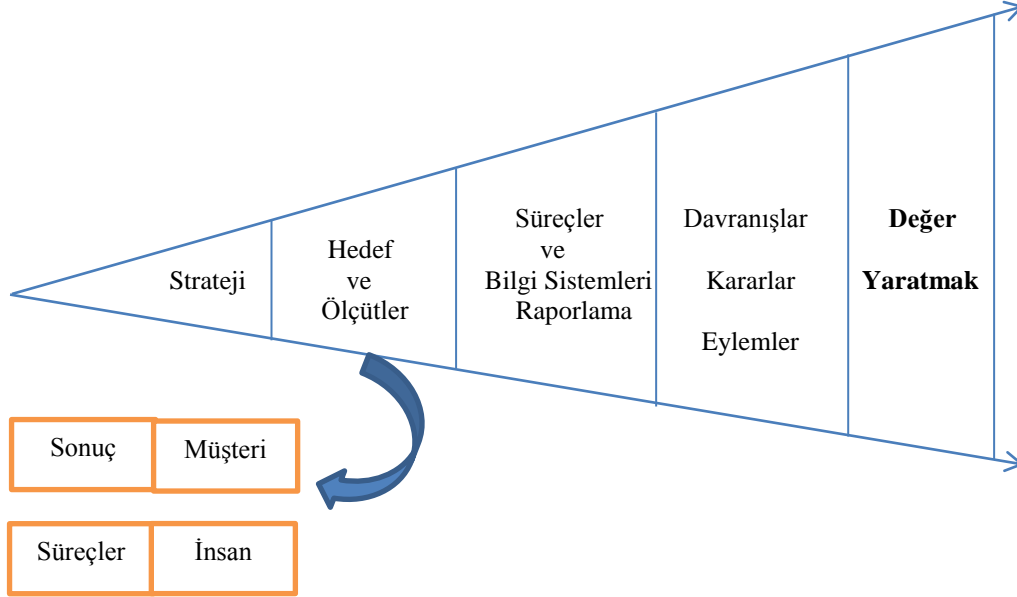 Strateji
Hedef
ve
Ölçütler
Süreçler
ve
Bilgi Sistemleri
Raporlama
Davranışlar
Kararlar
Eylemler
Değer
Yaratmak
Sonuç
Müşteri
Süreçler
İnsan